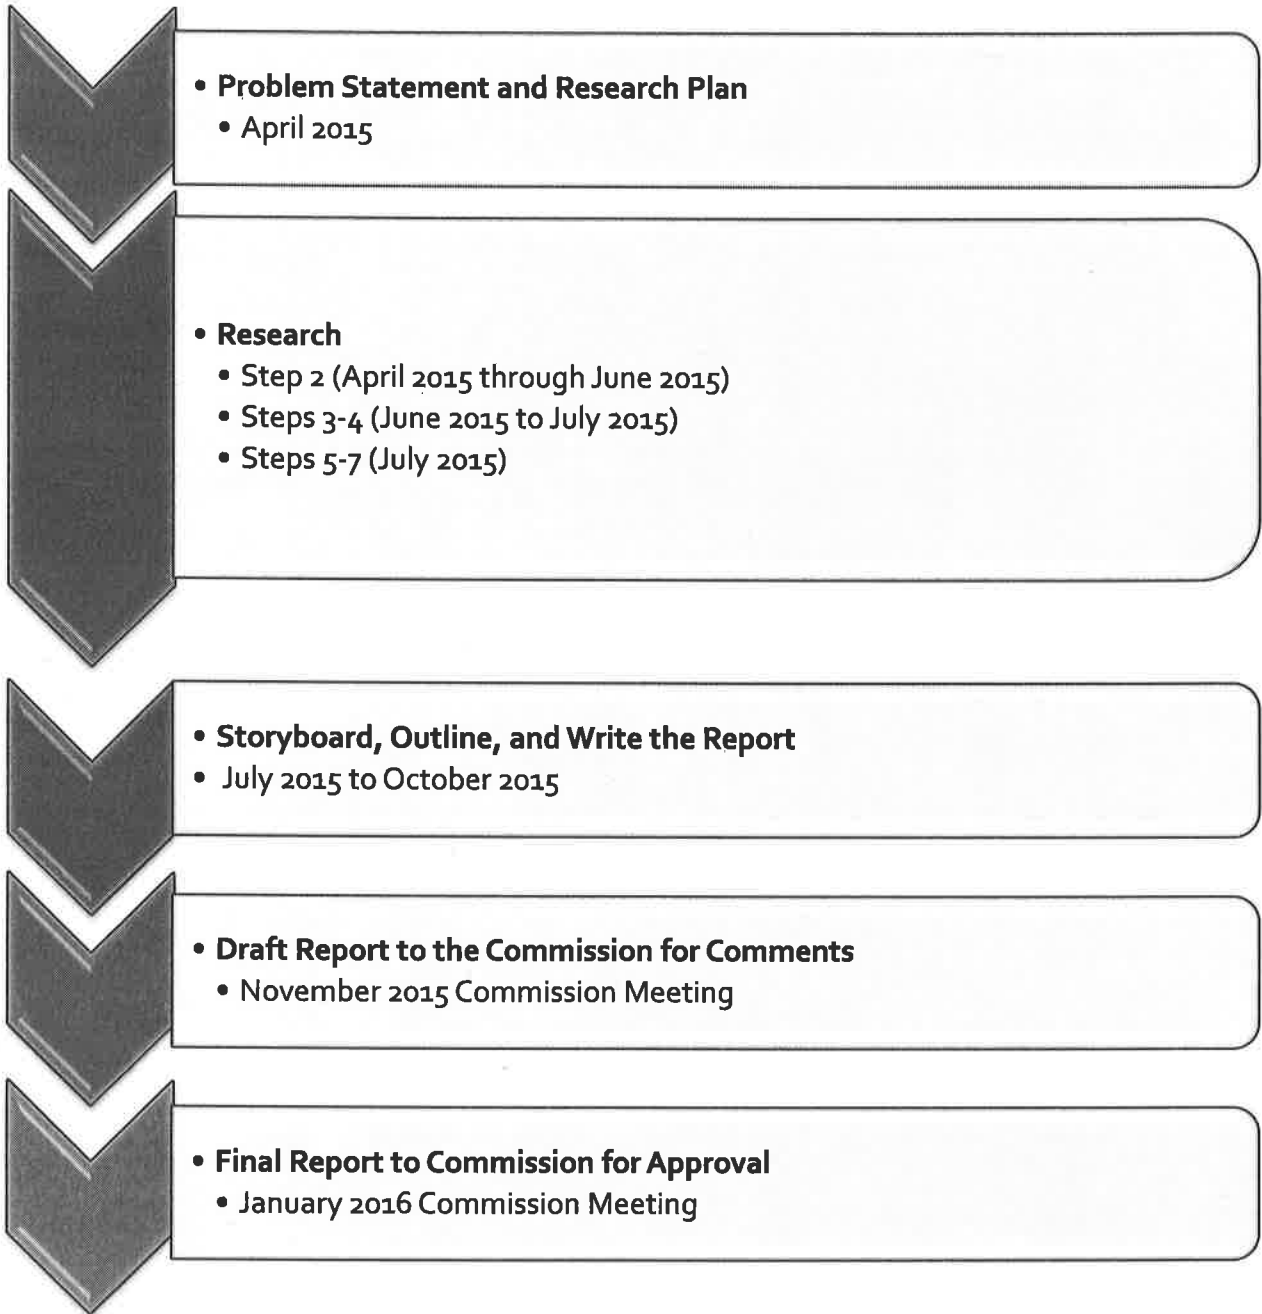 • Problem Statement and Research Plan
• April 2015
• Research
• Step 2 (April 2015 through June 2015)
• Steps 3-4 (June 2015 to July 2015)
• Steps 5-7 (July 2015)
• Storyboard, Outline, and Write the Report
• July 2015 to October 2015
• Draft Report to the Commission for Comments
• November 2015 Commission Meeting
• Final Report to Commission for Approval
• January 2016 Commission Meeting